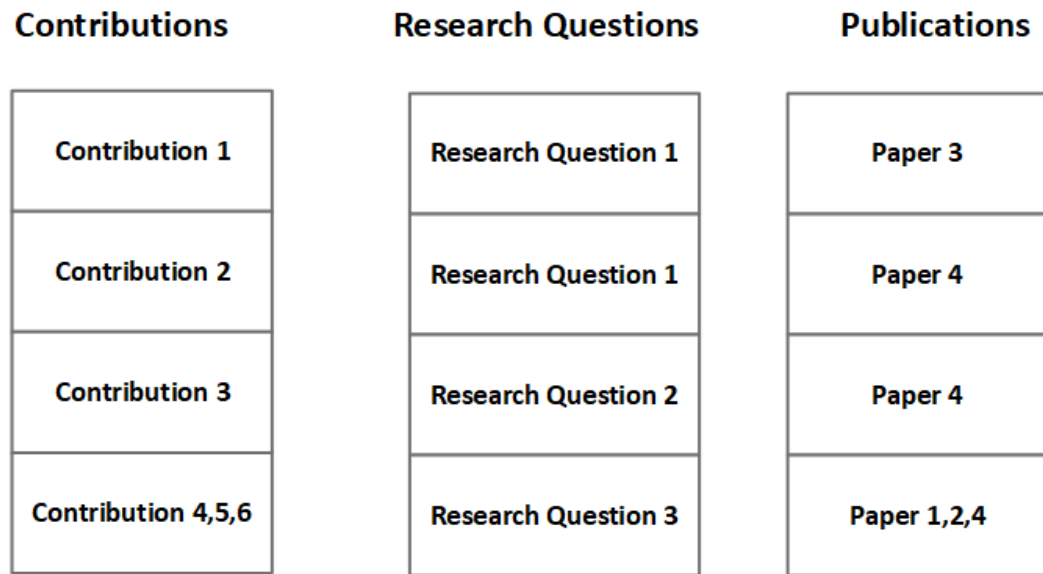 Contributions Research Questions Publications
Contribution 1 Research Question 1 Paper 3
Contribution 2 Research Question 1 Paper 4
Contribution 3 Research Question 2 Paper 4
Contribution 4,5,6 Research Question 3 Paper 1,2,4